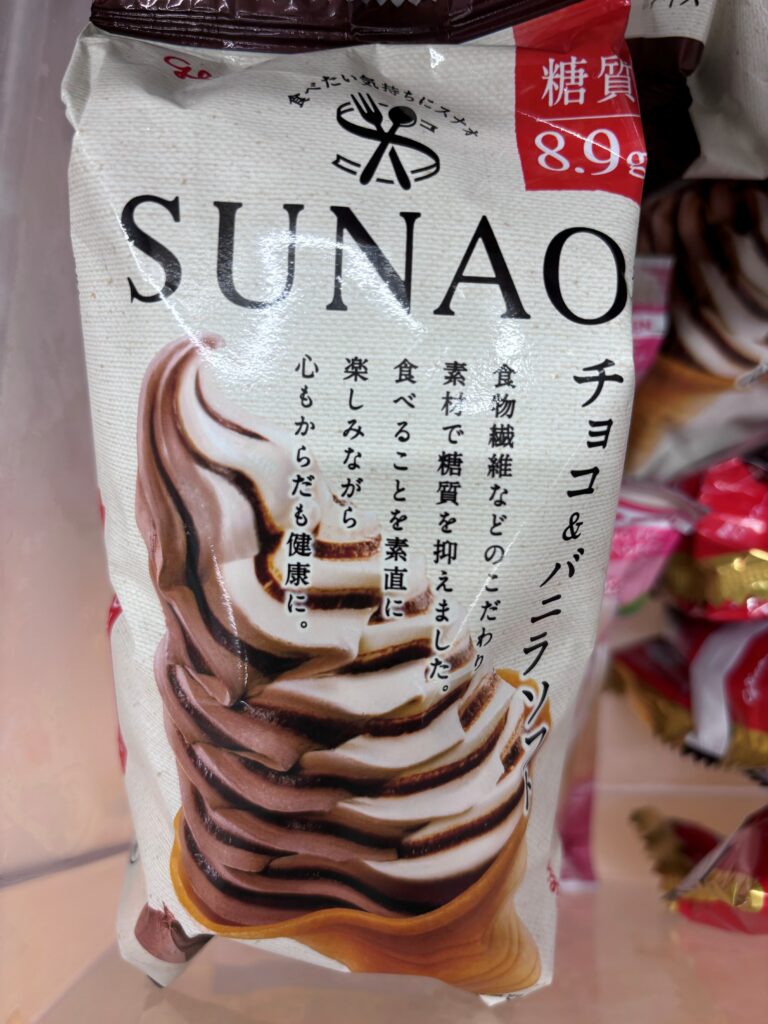 食べたい気持ちにスナオ
糖質
8.9g
SUNAO
チョコ&バニラソフト
食物繊維などのこだわり
素材で糖質を抑えました。
食べることを素直に
楽しみながら
心もからだも健康に。